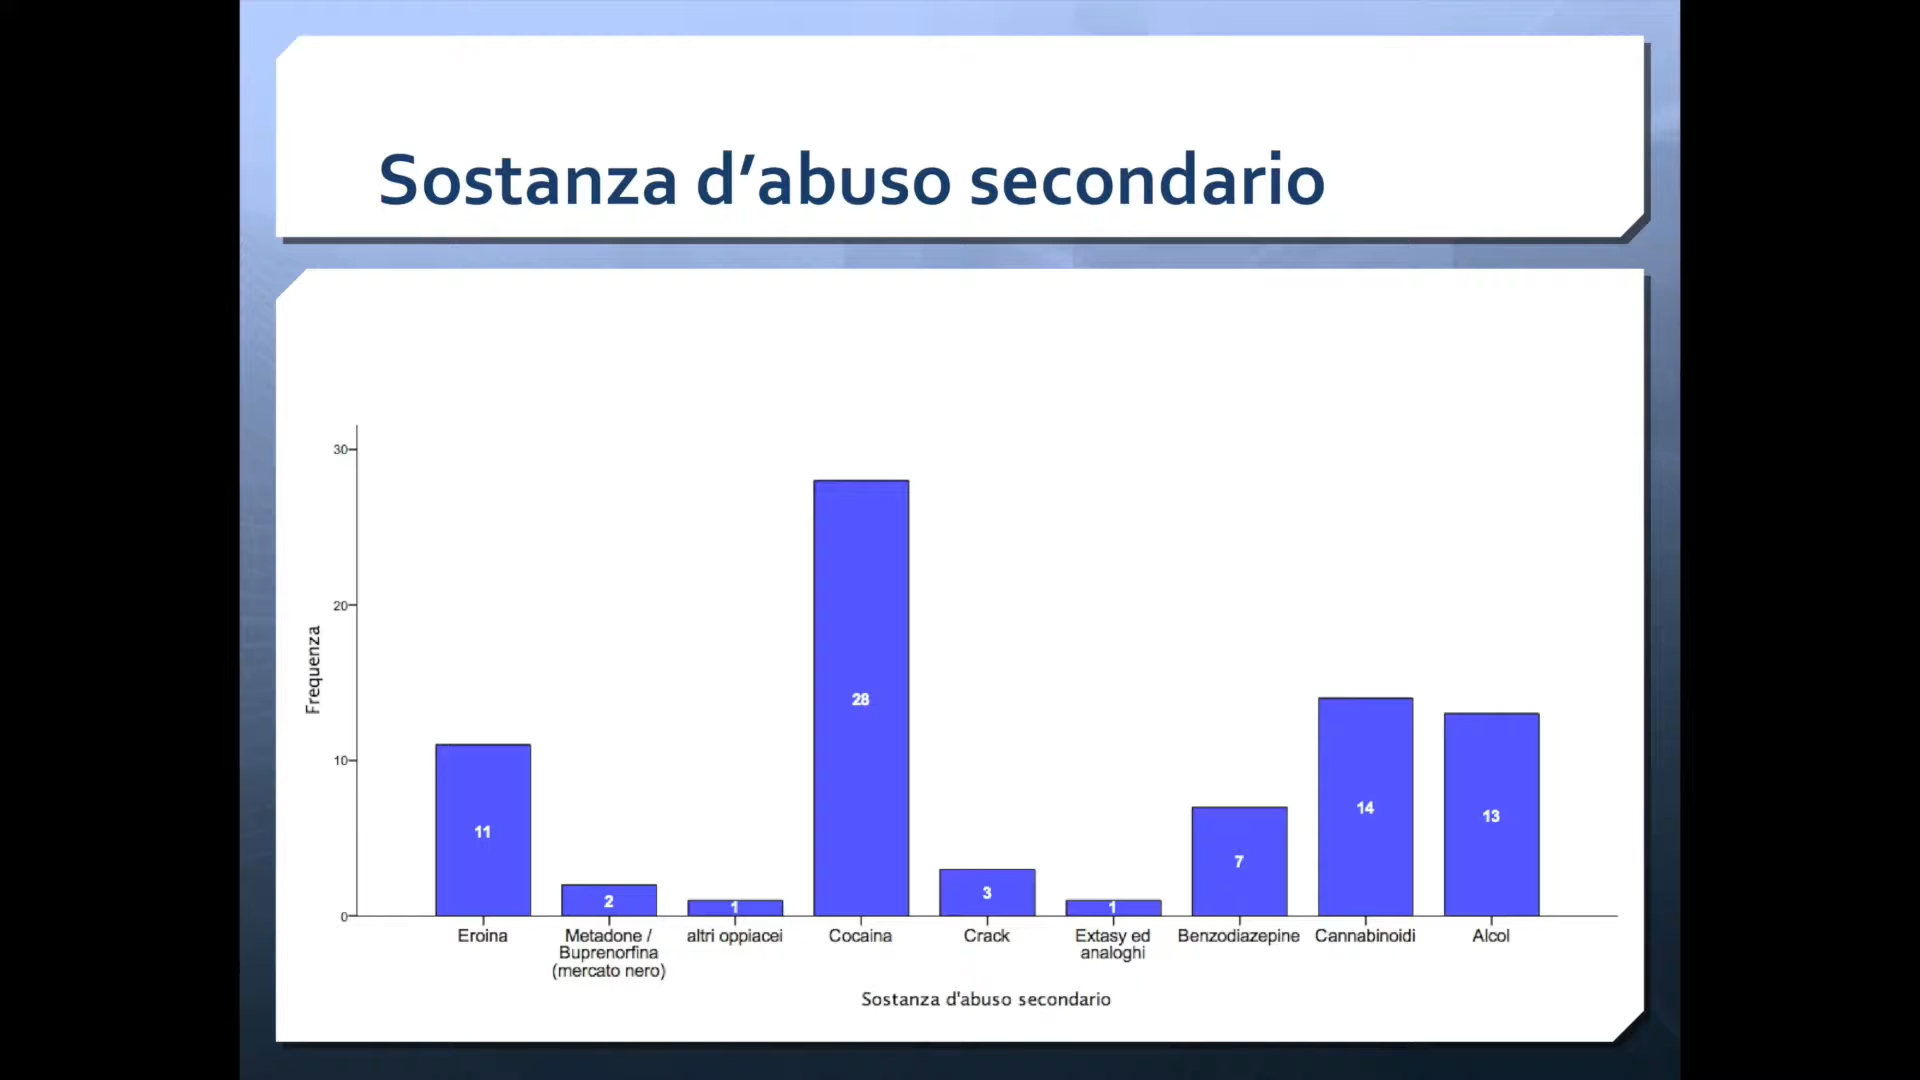 Sostanza d’abuso secondario
30
20
10
0
Frequenza
11
2
1
28
3
1
7
14
13
Eroina
Metadone /
Buprenorfina
(mercato nero)
altri oppiacei
Cocaina
Crack
Extasy ed
analoghi
Benzodiazepine
Cannabinoidi
Alcol
Sostanza d'abuso secondario